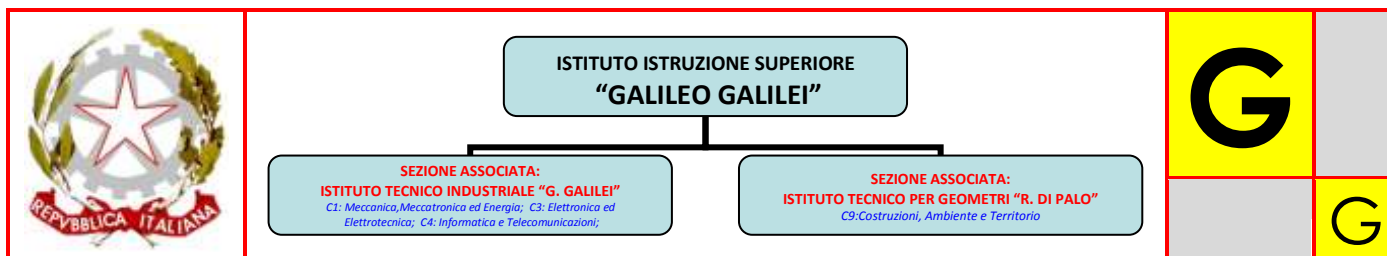 ISTITUTO ISTRUZIONE SUPERIORE
“GALILEO GALILEI”
SEZIONE ASSOCIATA:
ISTITUTO TECNICO INDUSTRIALE “G. GALILEI”
C1: Meccanica,Meccatronica ed Energia; C3: Elettronica ed
Elettrotecnica; C4: Informatica e Telecomunicazioni;
SEZIONE ASSOCIATA:
ISTITUTO TECNICO PER GEOMETRI “R. DI PALO”
C9:Costruzioni, Ambiente e Territorio
REPVBBLICA ITALIANA
G
G